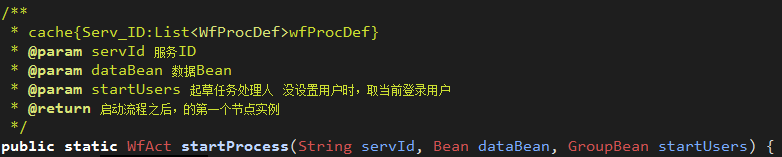 /**
 * cache{Serv_ID:List<WfProcDef>wfProcDef}
 * @param servId 服务ID
 * @param dataBean 数据Bean
 * @param startUsers 起草任务处理人 没设置用户时，取当前登录用户
 * @return 启动流程之后，的第一个节点实例
 */
public static WfAct startProcess(String servId, Bean dataBean, GroupBean startUsers) {